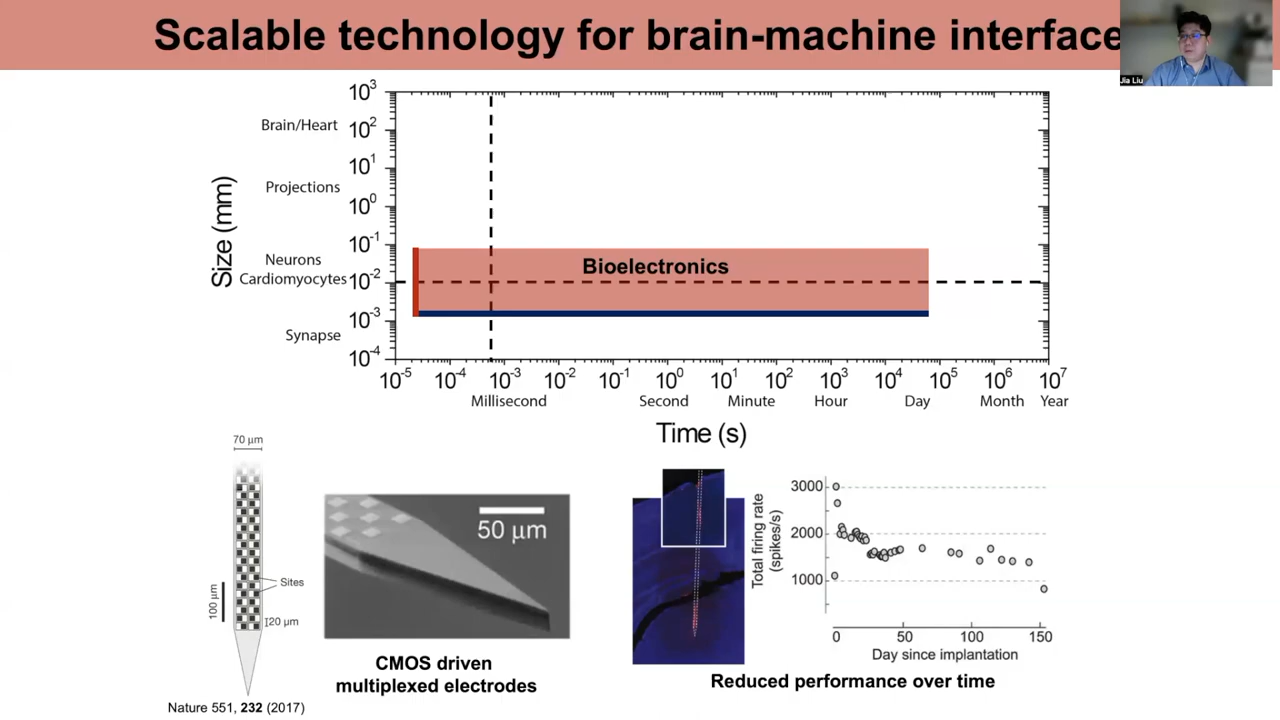 Scalable technology for brain-machine interface
Jia Liu
Size (mm)
Brain/Heart
Projections
Neurons
Cardiomyocytes
Synapse
10³
10²
10¹
10⁰
10⁻¹
10⁻²
10⁻³
10⁻⁴
Bioelectronics
10⁻⁵ 10⁻⁴ 10⁻³ 10⁻² 10⁻¹ 10⁰ 10¹ 10² 10³ 10⁴ 10⁵ 10⁶ 10⁷
Millisecond Second Minute Hour Day Month Year
Time (s)
70 μm
Sites
100 μm
20 μm
Nature 551, 232 (2017)
50 μm
CMOS driven
multiplexed electrodes
Total firing rate
(spikes/s)
3000
2000
1000
0 50 100 150
Day since implantation
Reduced performance over time